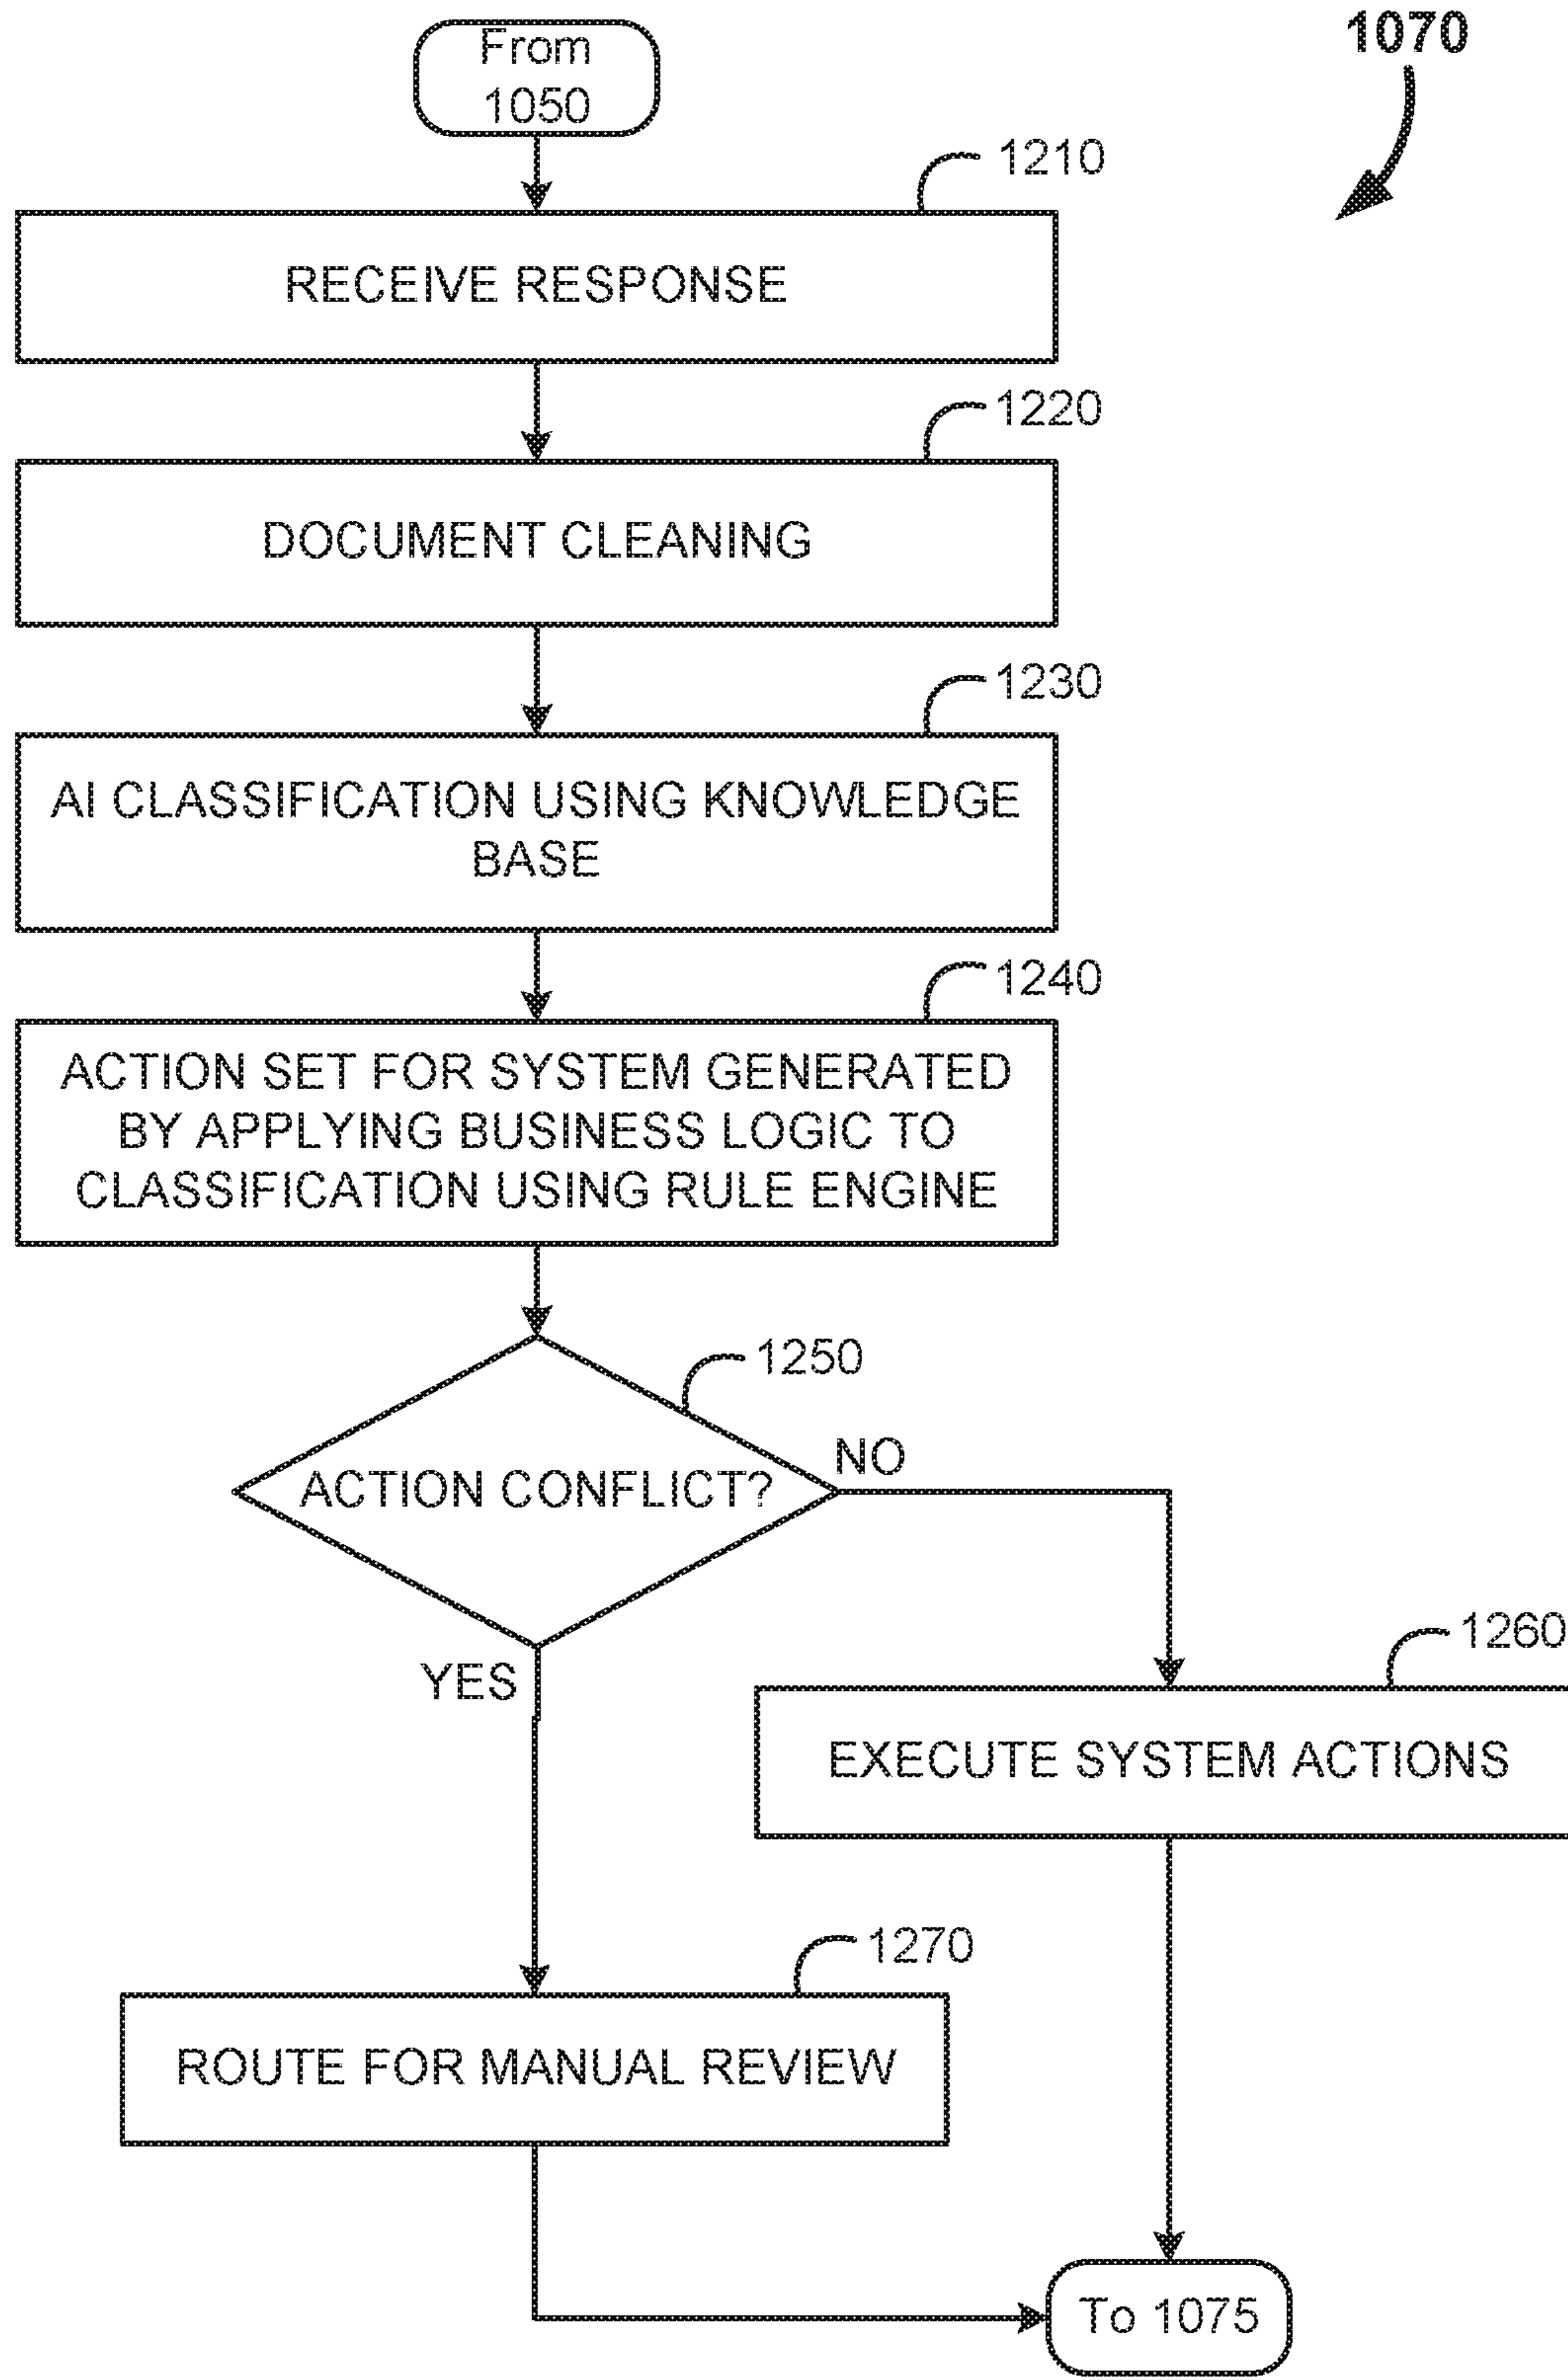 From
1050
1070
1210
RECEIVE RESPONSE
1220
DOCUMENT CLEANING
1230
AI CLASSIFICATION USING KNOWLEDGE
BASE
1240
ACTION SET FOR SYSTEM GENERATED
BY APPLYING BUSINESS LOGIC TO
CLASSIFICATION USING RULE ENGINE
1250
ACTION CONFLICT?
NO
YES
1260
EXECUTE SYSTEM ACTIONS
1270
ROUTE FOR MANUAL REVIEW
To 1075